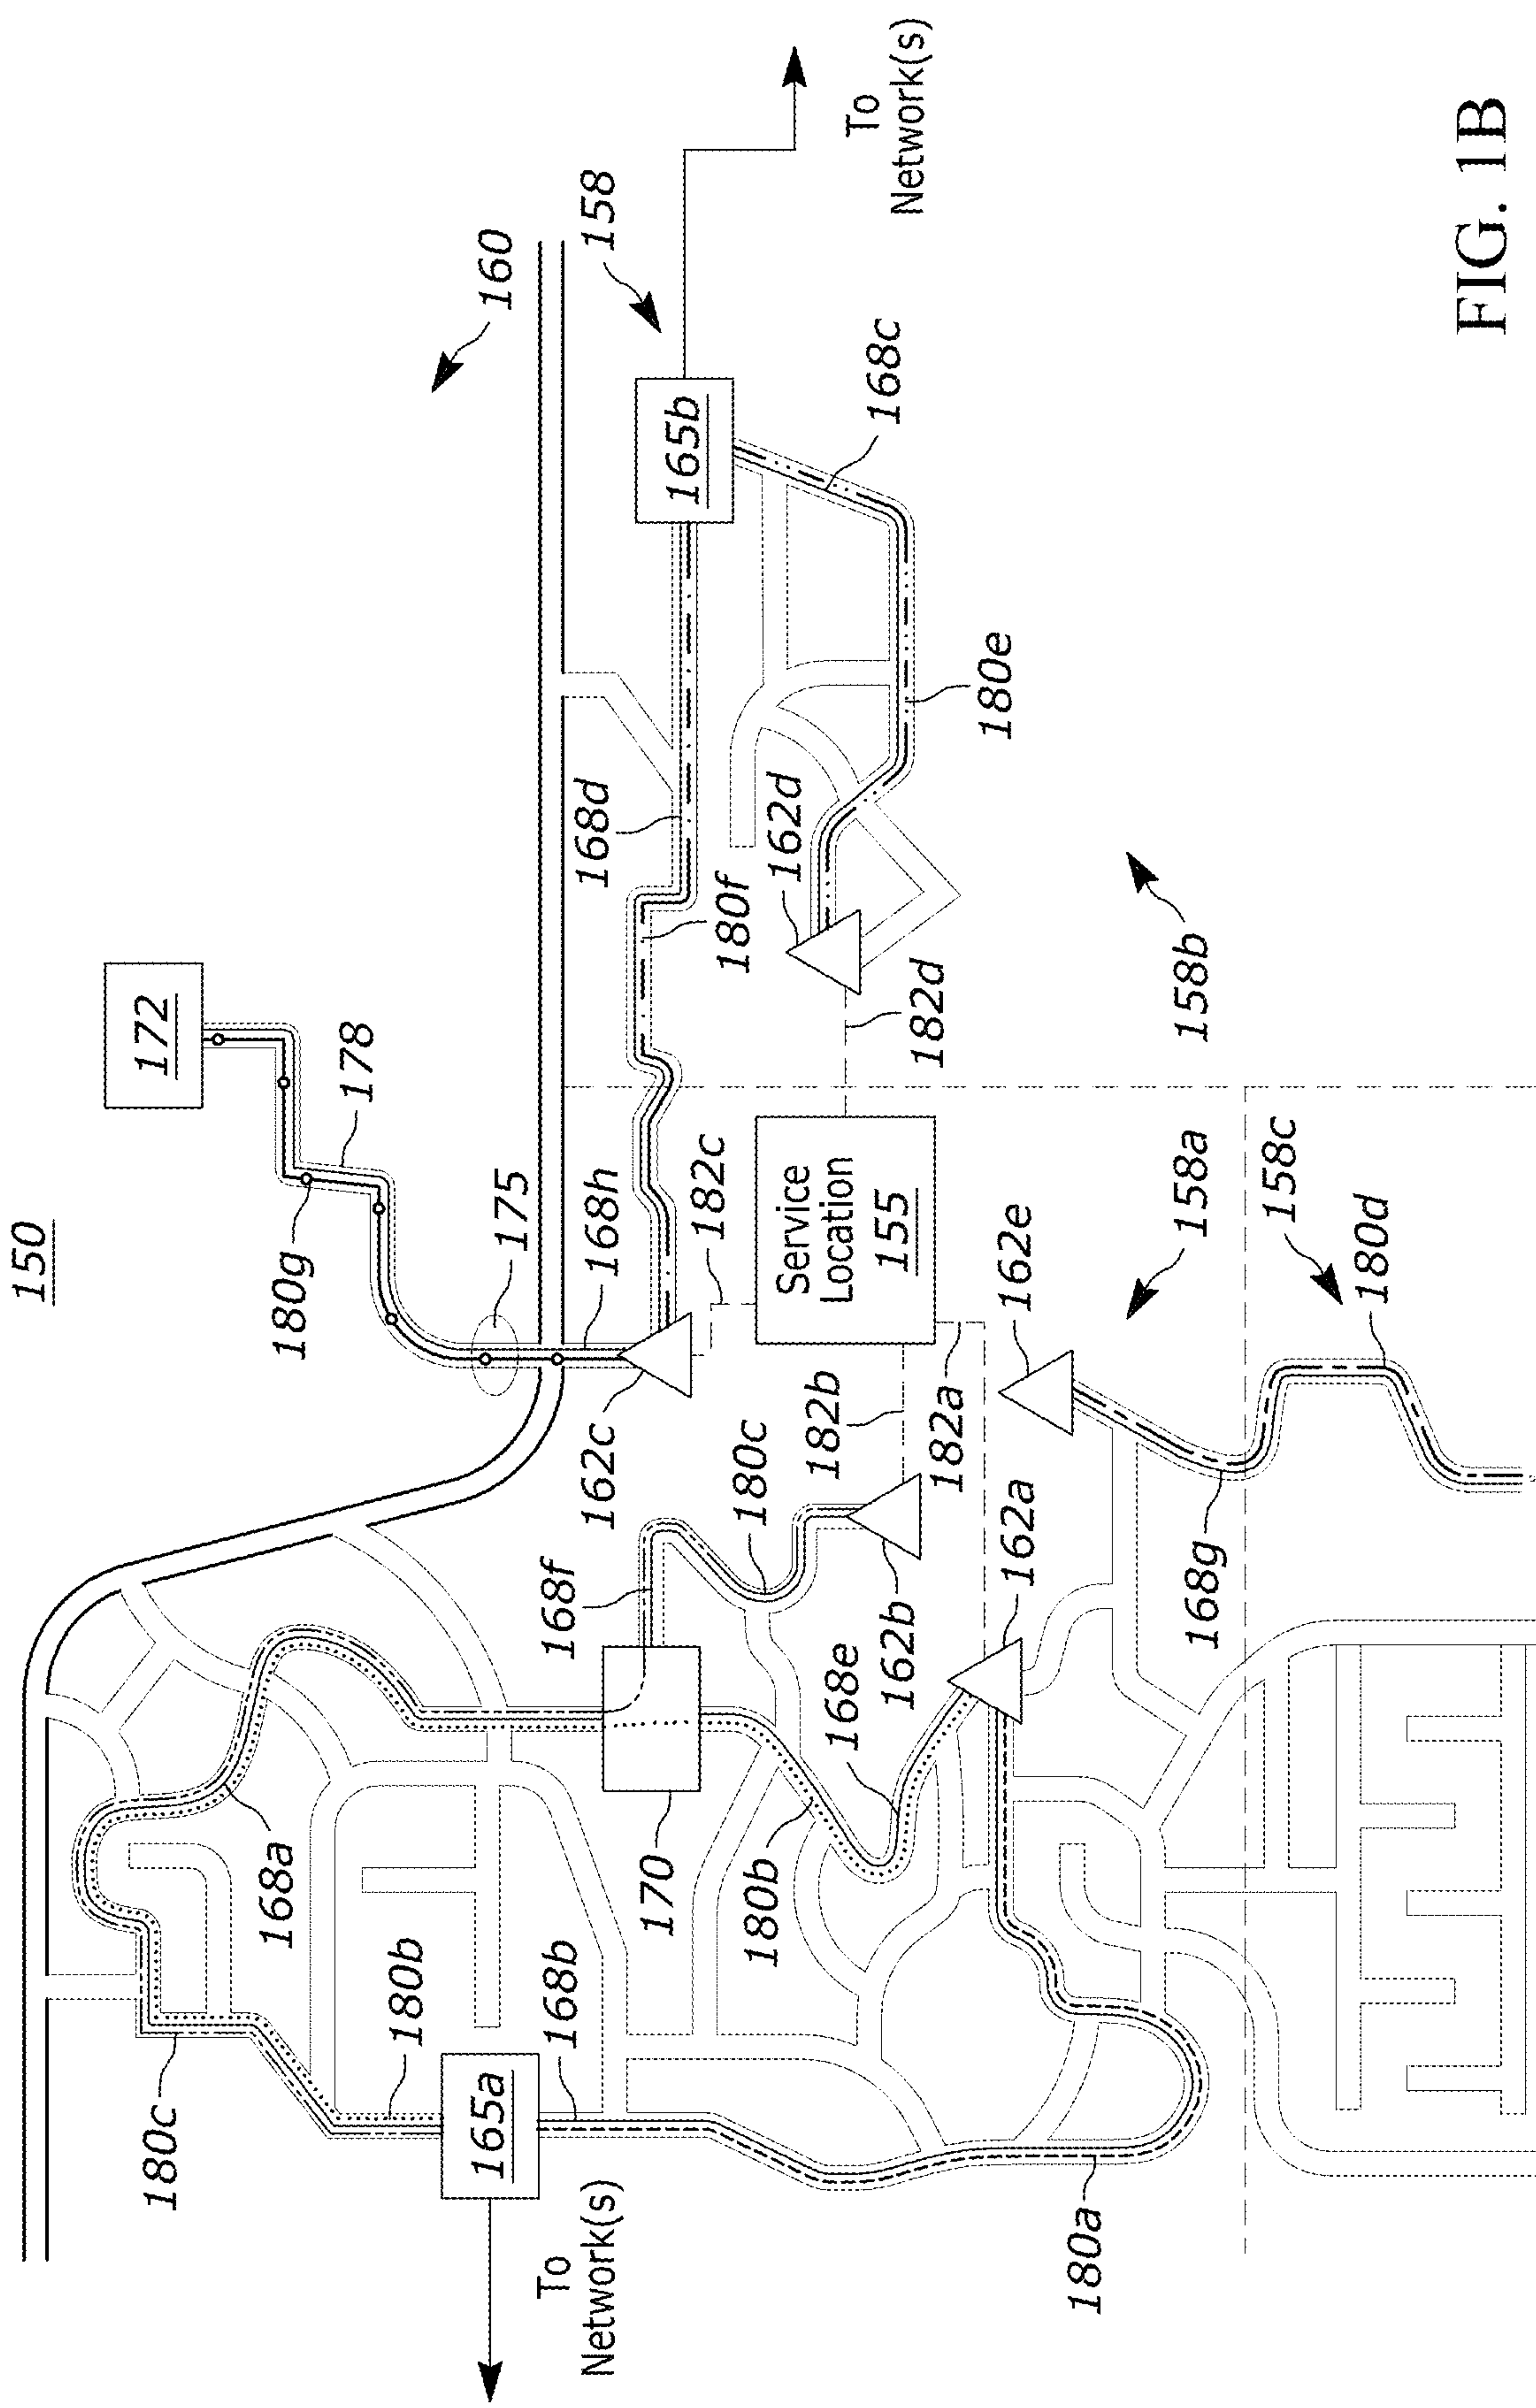 150
172
160
178
180g
175
158
To
Network(s)
165b
168c
180e
168d
180f
162d
182d
158b
168h
182c
162c
Service
Location
155
162e
158a
158c
180d
182b
182a
180c
168f
162b
162a
168g
168e
168a
170
180b
180b
168b
180c
165a
To
Network(s)
180a
FIG. 1B